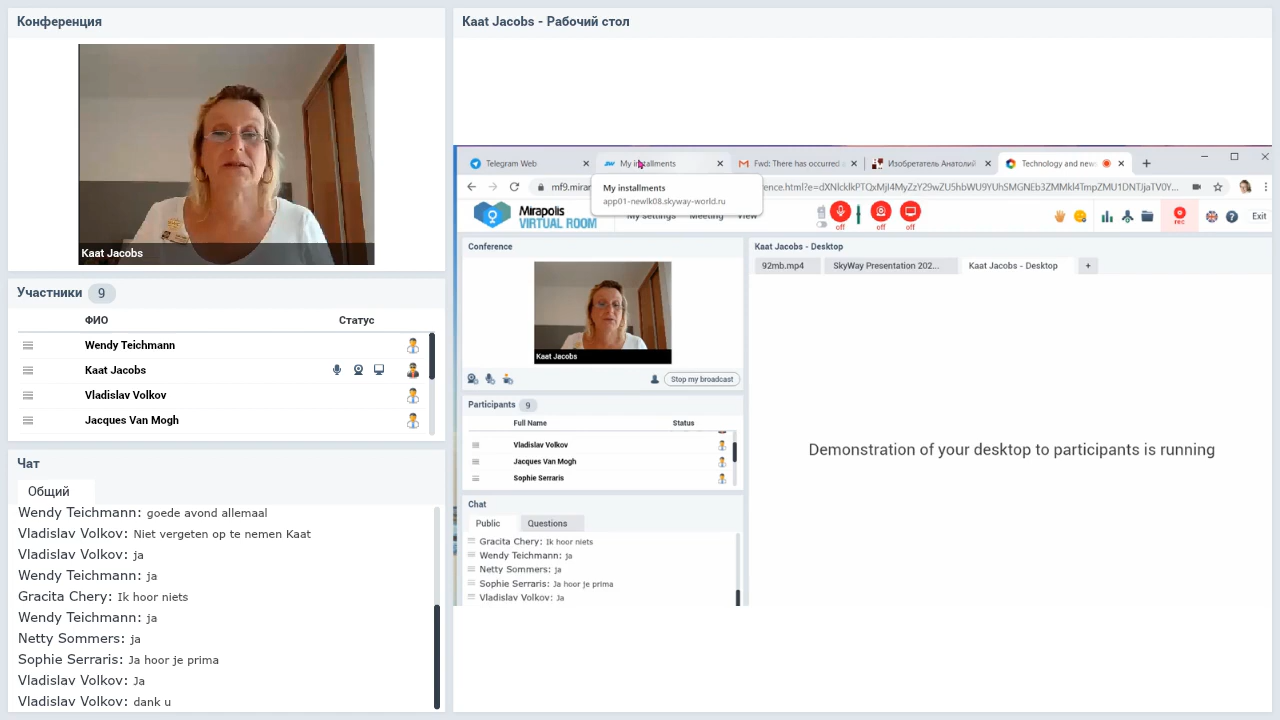 Конференция
Kaat Jacobs
Участники 9
ФИО Статус
Wendy Teichmann
Kaat Jacobs
Vladislav Volkov
Jacques Van Mogh
Чат
Общий
Wendy Teichmann: goede avond allemaal
Vladislav Volkov: Niet vergeten op te nemen Kaat
Vladislav Volkov: ja
Wendy Teichmann: ja
Gracita Chery: Ik hoor niets
Wendy Teichmann: ja
Netty Sommers: ja
Sophie Serraris: Ja hoor je prima
Vladislav Volkov: Ja
Vladislav Volkov: dank u
Kaat Jacobs - Рабочий стол
Telegram Web
My installments
Fwd: There has occurred
Изобретатель Анатолий
Technology and new
My installments
app01-newlk08.skyway-world.ru
Mirapolis
VIRTUAL ROOM
My settings Meeting View
off off off
REC
Exit
Conference
Kaat Jacobs
Stop my broadcast
Participants 9
Full Name Status
Vladislav Volkov
Jacques Van Mogh
Sophie Serraris
Chat
Public Questions
Gracita Chery: Ik hoor niets
Wendy Teichmann: ja
Netty Sommers: ja
Sophie Serraris: Ja hoor je prima
Vladislav Volkov: Ja
Kaat Jacobs - Desktop
92mb.mp4 SkyWay Presentation 202... Kaat Jacobs - Desktop +
Demonstration of your desktop to participants is running